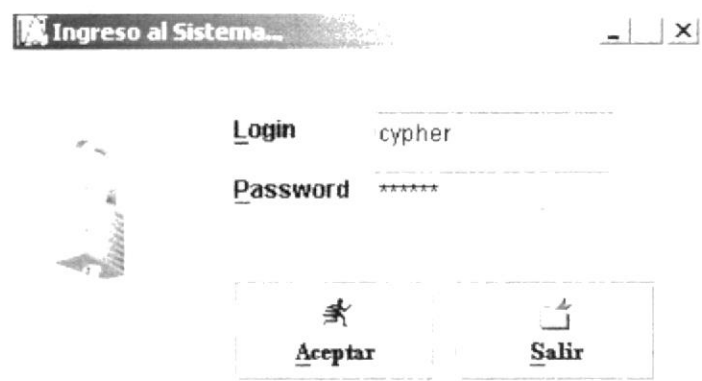 Ingreso al Sistema...
Login cypher
Password ******
Aceptar Salir